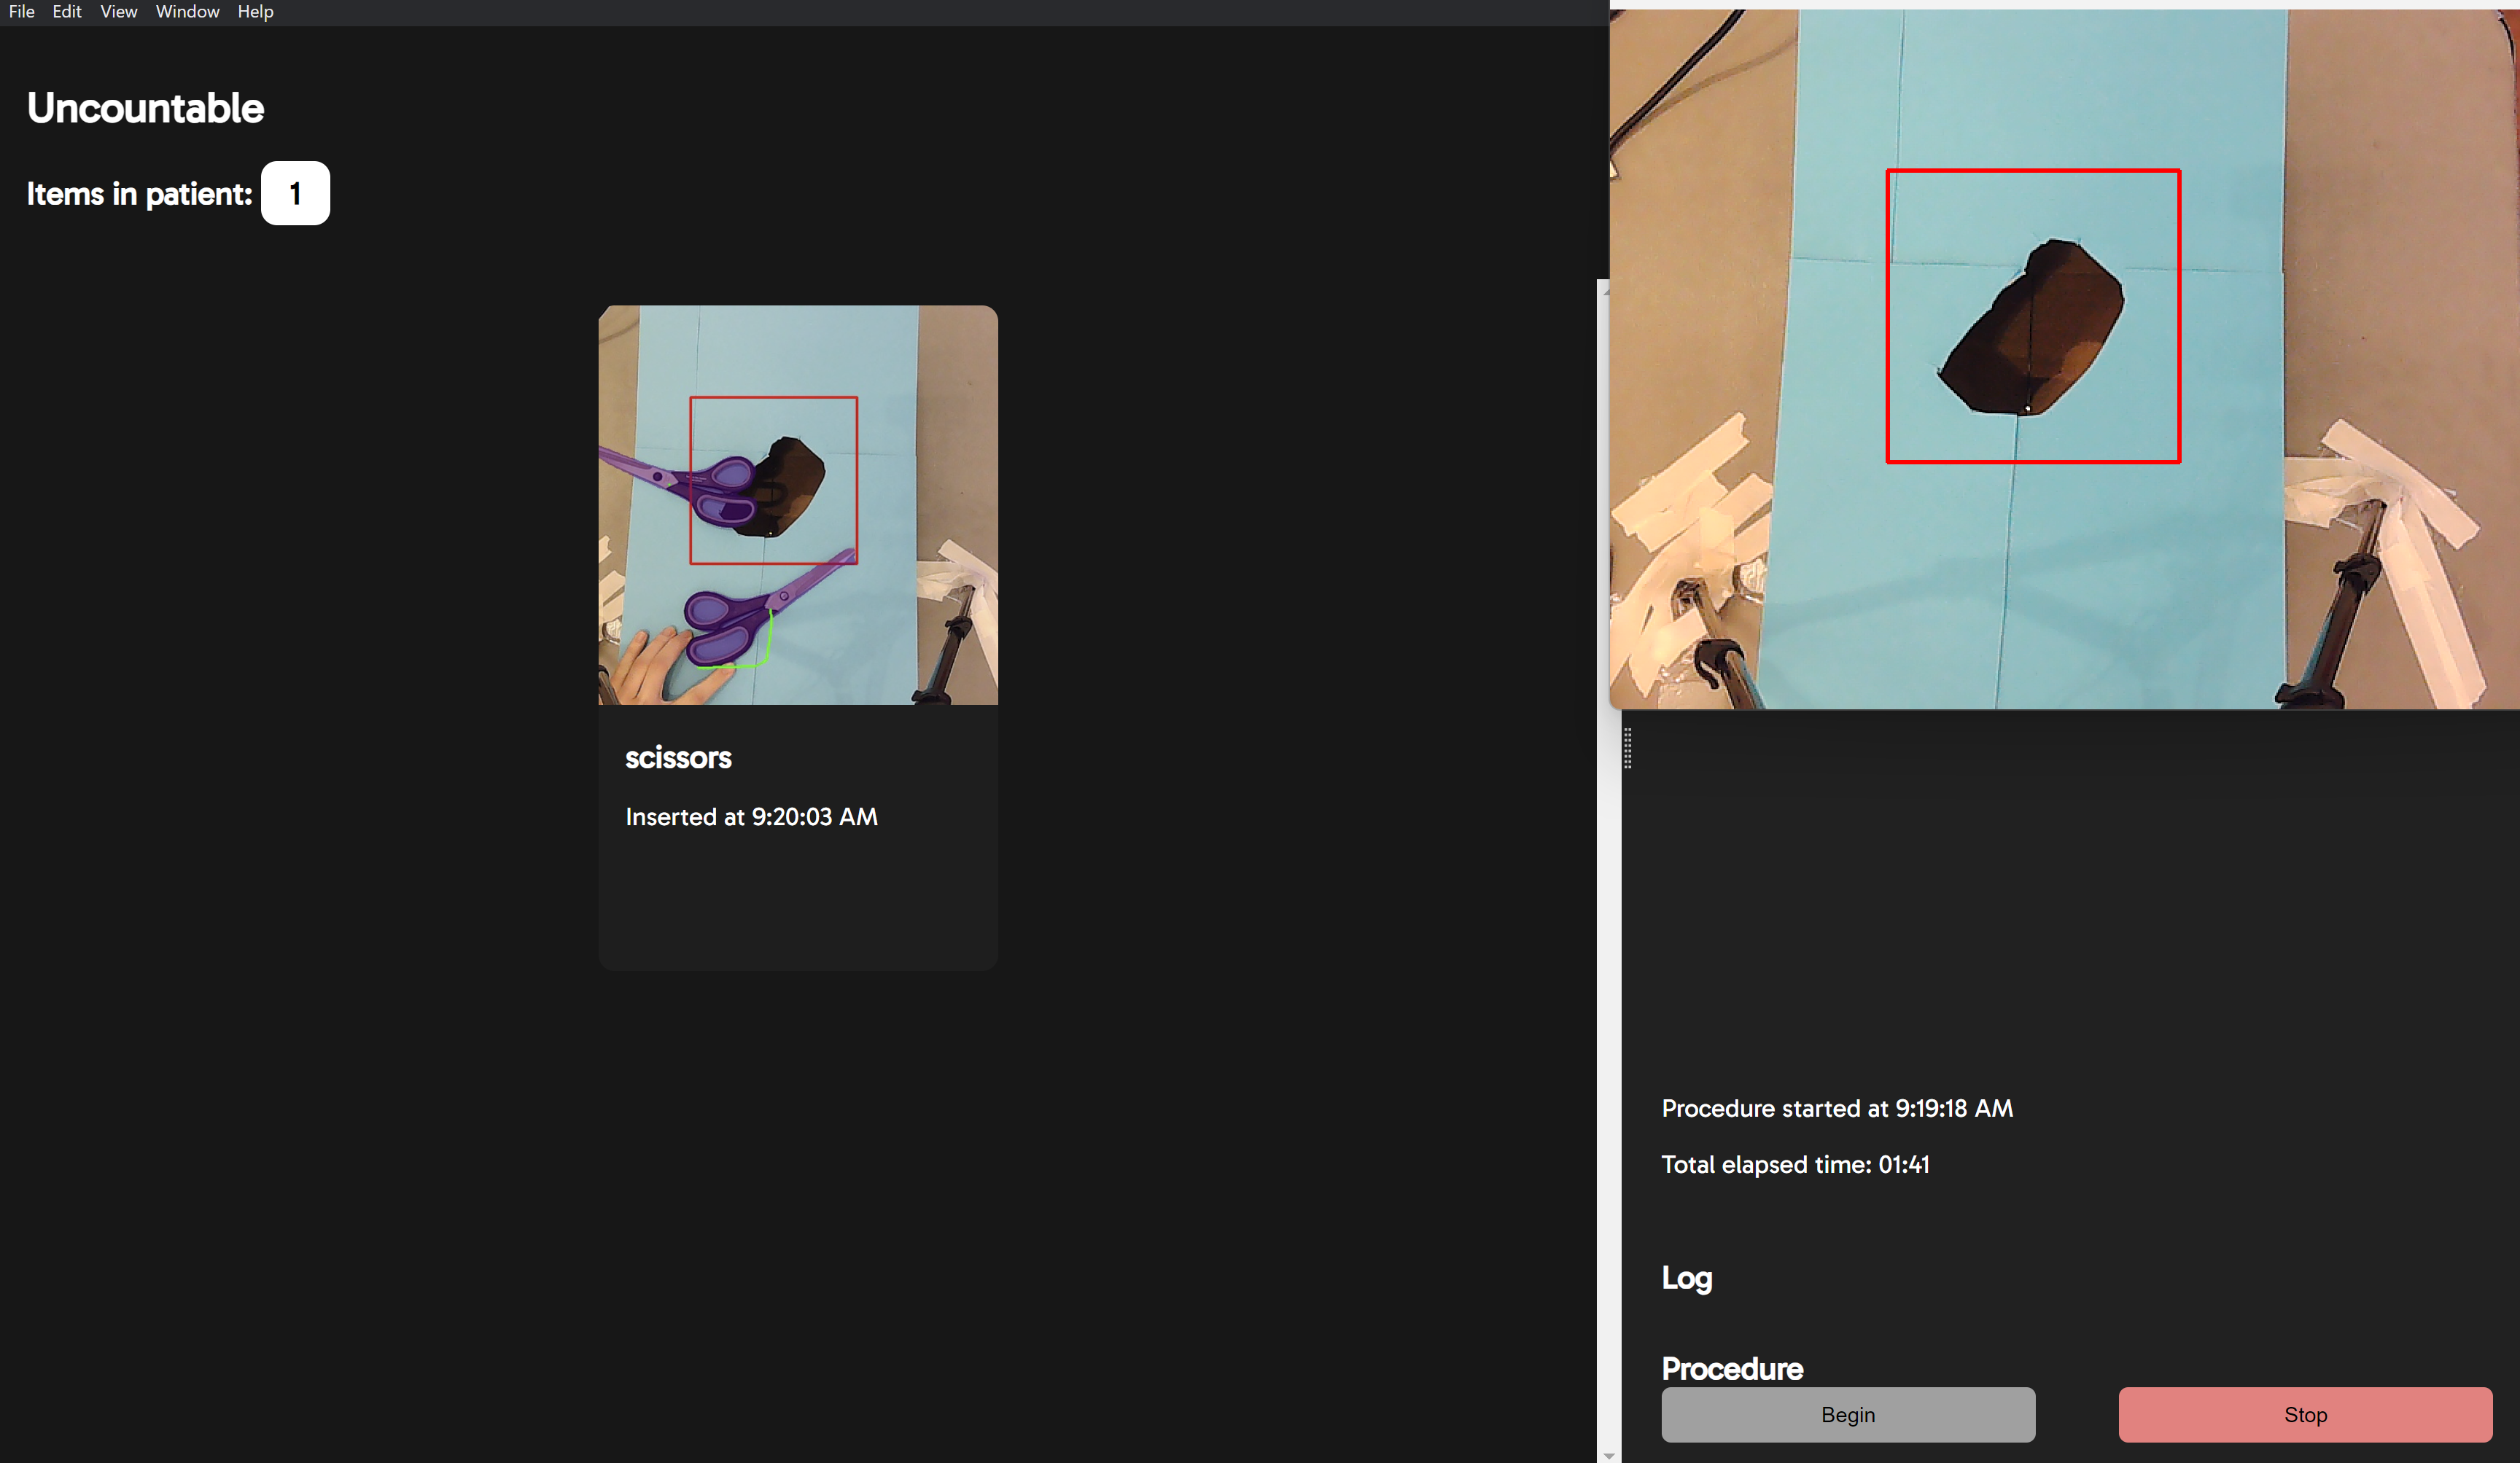 File Edit View Window Help
Uncountable
Items in patient: 1
scissors
Inserted at 9:20:03 AM
Procedure started at 9:19:18 AM
Total elapsed time: 01:41
Log
Procedure
Begin Stop